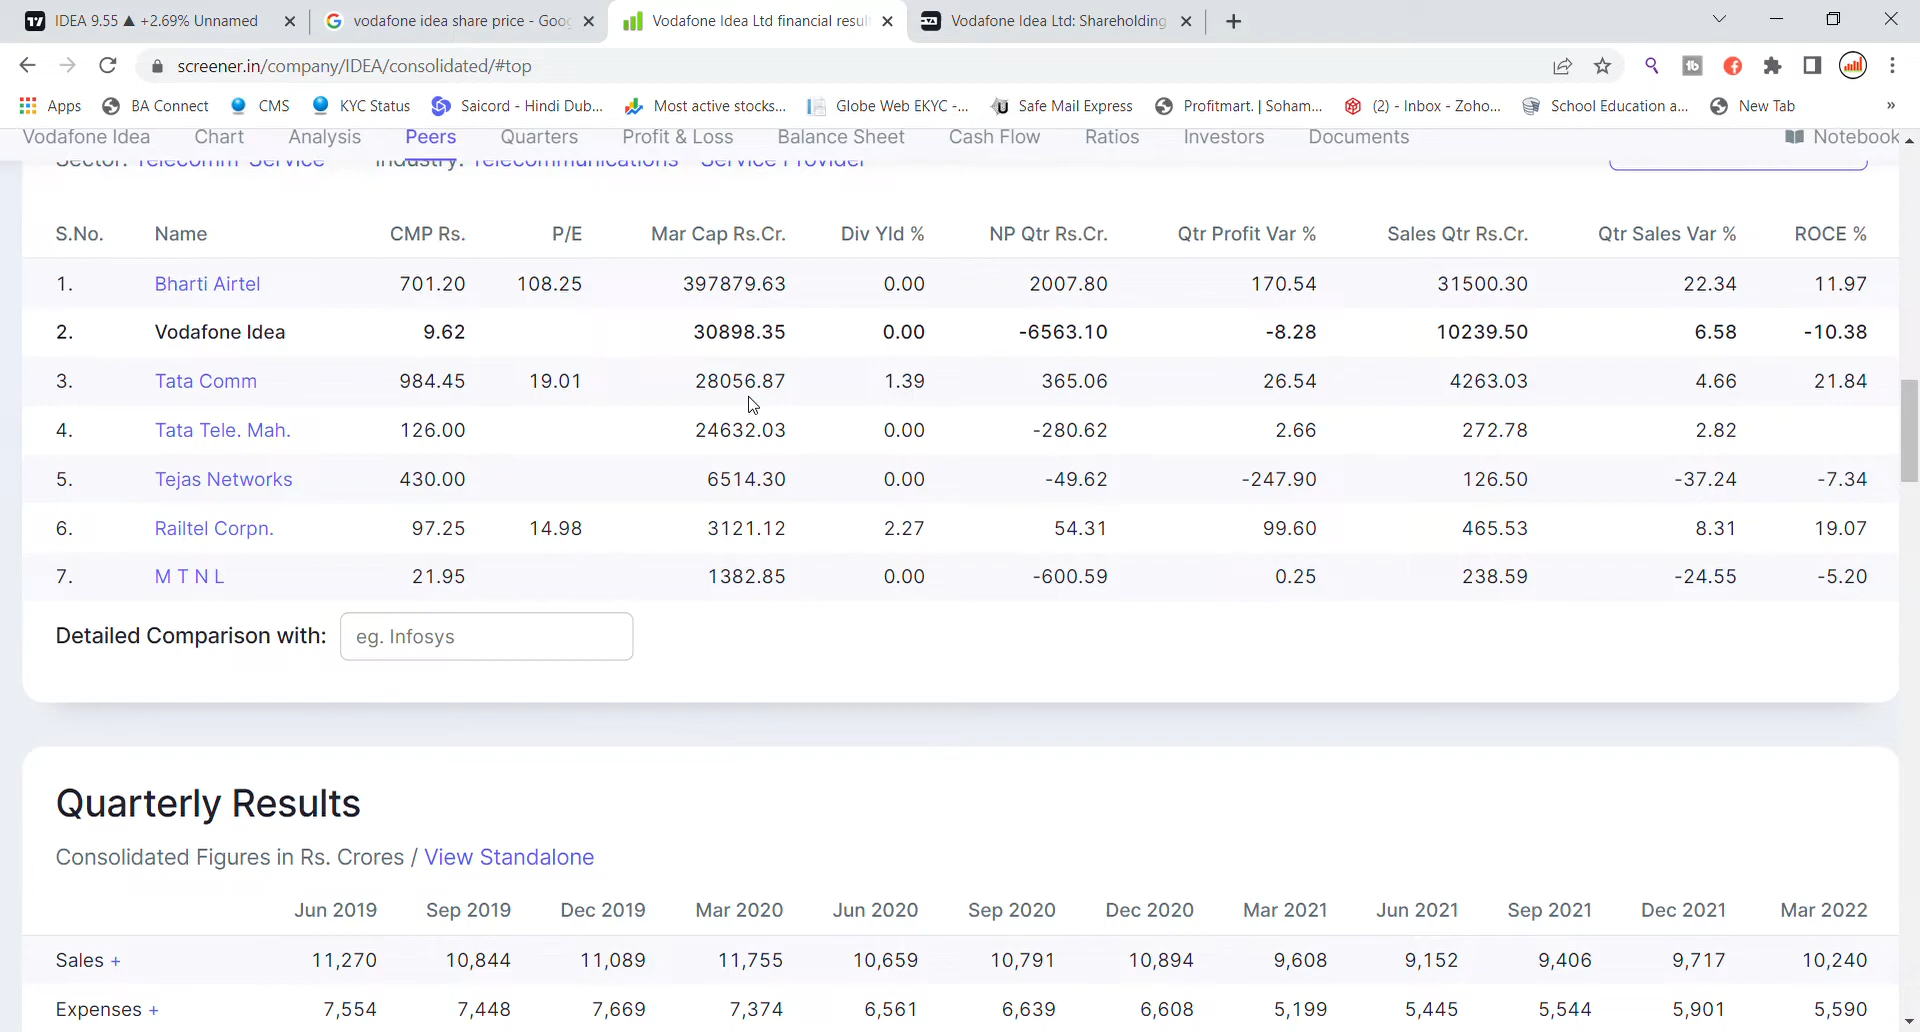 IDEA 9.55 ▲ +2.69% Unnamed
vodafone idea share price - Goo
Vodafone Idea Ltd financial resul
Vodafone Idea Ltd: Shareholding
screener.in/company/IDEA/consolidated/#top
Apps BA Connect CMS KYC Status Saicord - Hindi Dub... Most active stocks... Globe Web EKYC -... Safe Mail Express Profitmart. | Soham... (2) - Inbox - Zoho... School Education a... New Tab »
Vodafone Idea Chart Analysis Peers Quarters Profit & Loss Balance Sheet Cash Flow Ratios Investors Documents Notebook
Sector: Telecomm-Service Industry: Telecommunications - Service Provider
S.No. Name CMP Rs. P/E Mar Cap Rs.Cr. Div Yld % NP Qtr Rs.Cr. Qtr Profit Var % Sales Qtr Rs.Cr. Qtr Sales Var % ROCE %
1. Bharti Airtel 701.20 108.25 397879.63 0.00 2007.80 170.54 31500.30 22.34 11.97
2. Vodafone Idea 9.62 30898.35 0.00 -6563.10 -8.28 10239.50 6.58 -10.38
3. Tata Comm 984.45 19.01 28056.87 1.39 365.06 26.54 4263.03 4.66 21.84
4. Tata Tele. Mah. 126.00 24632.03 0.00 -280.62 2.66 272.78 2.82
5. Tejas Networks 430.00 6514.30 0.00 -49.62 -247.90 126.50 -37.24 -7.34
6. Railtel Corpn. 97.25 14.98 3121.12 2.27 54.31 99.60 465.53 8.31 19.07
7. M T N L 21.95 1382.85 0.00 -600.59 0.25 238.59 -24.55 -5.20
Detailed Comparison with: eg. Infosys
Quarterly Results
Consolidated Figures in Rs. Crores / View Standalone
Jun 2019 Sep 2019 Dec 2019 Mar 2020 Jun 2020 Sep 2020 Dec 2020 Mar 2021 Jun 2021 Sep 2021 Dec 2021 Mar 2022
Sales + 11,270 10,844 11,089 11,755 10,659 10,791 10,894 9,608 9,152 9,406 9,717 10,240
Expenses + 7,554 7,448 7,669 7,374 6,561 6,639 6,608 5,199 5,445 5,544 5,901 5,590